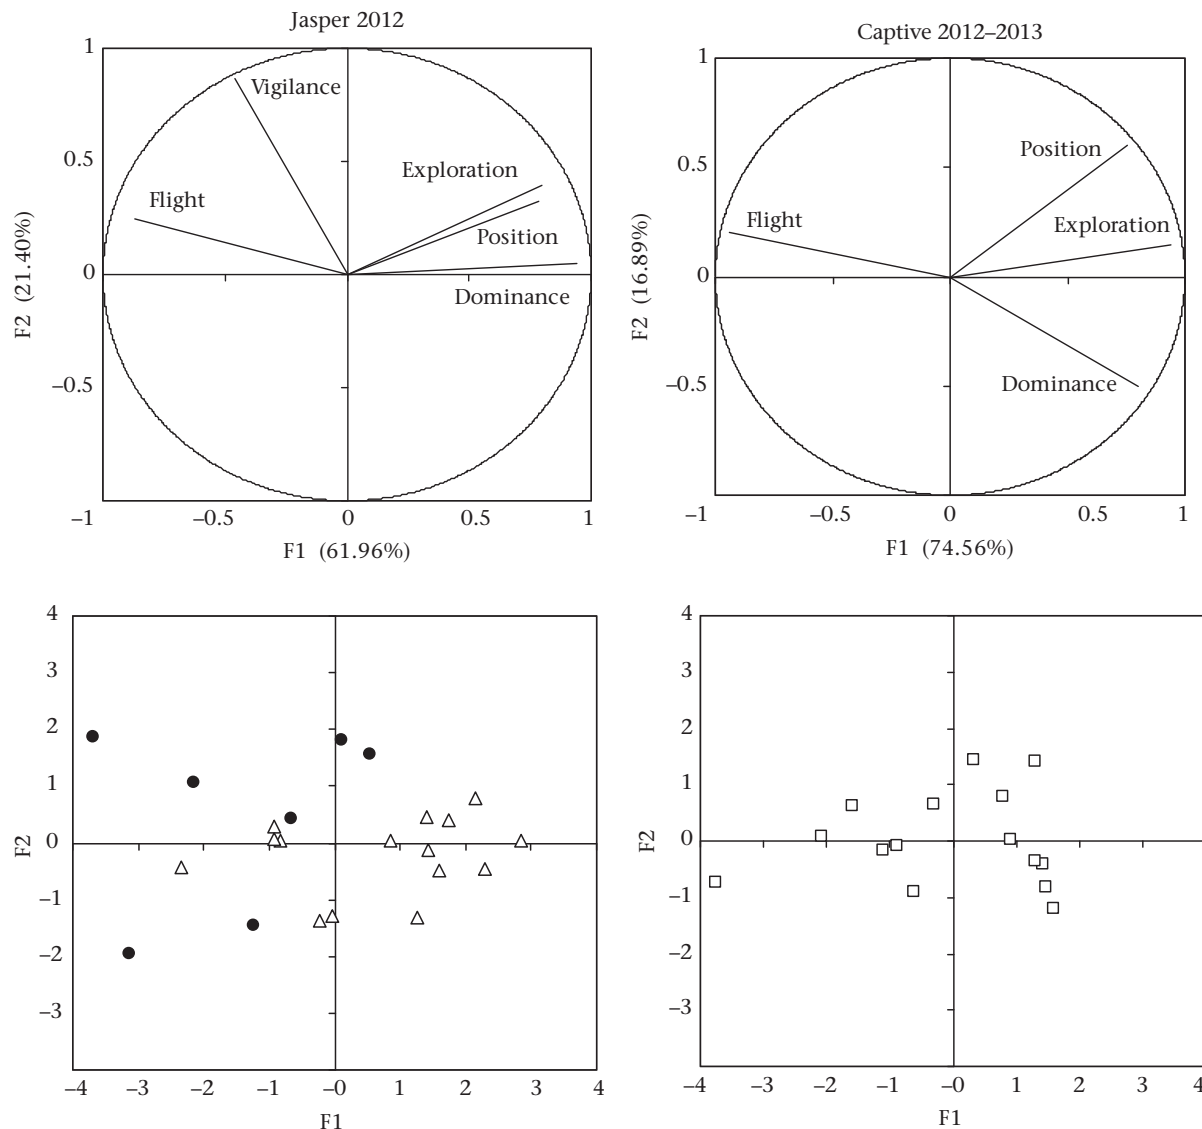 Jasper 2012
1
Vigilance
0.5
Exploration
Flight
Position
0
Dominance
–0.5
–1
–0.5
0
0.5
1
F2 (21.40%)
F1 (61.96%)
Captive 2012–2013
1
Position
0.5
Flight
Exploration
0
Dominance
–0.5
–1
–0.5
0
0.5
1
F2 (16.89%)
F1 (74.56%)
4
3
2
1
0
–1
–2
–3
–4
–3
–2
–1
–0
1
2
3
4
F2
F1
4
3
2
1
0
–1
–2
–3
–4
–3
–2
–1
–0
1
2
3
4
F2
F1